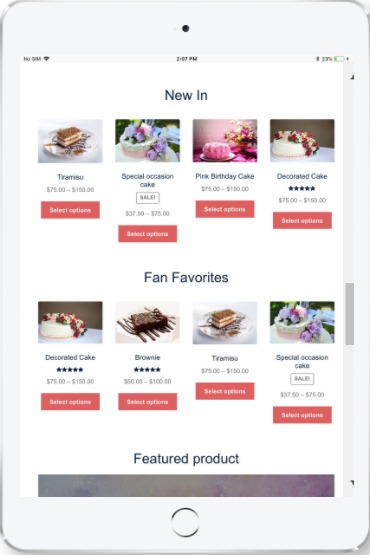 No SIM
2:07 PM
23%
New In
Tiramisu
$75.00 – $150.00
Select options
Special occasion
cake
SALE!
$37.50 – $75.00
Select options
Pink Birthday Cake
$75.00 – $150.00
Select options
Decorated Cake
$75.00 – $150.00
Select options
Fan Favorites
Decorated Cake
$75.00 – $150.00
Select options
Brownie
$50.00 – $100.00
Select options
Tiramisu
$75.00 – $150.00
Select options
Special occasion
cake
SALE!
$37.50 – $75.00
Select options
Featured product